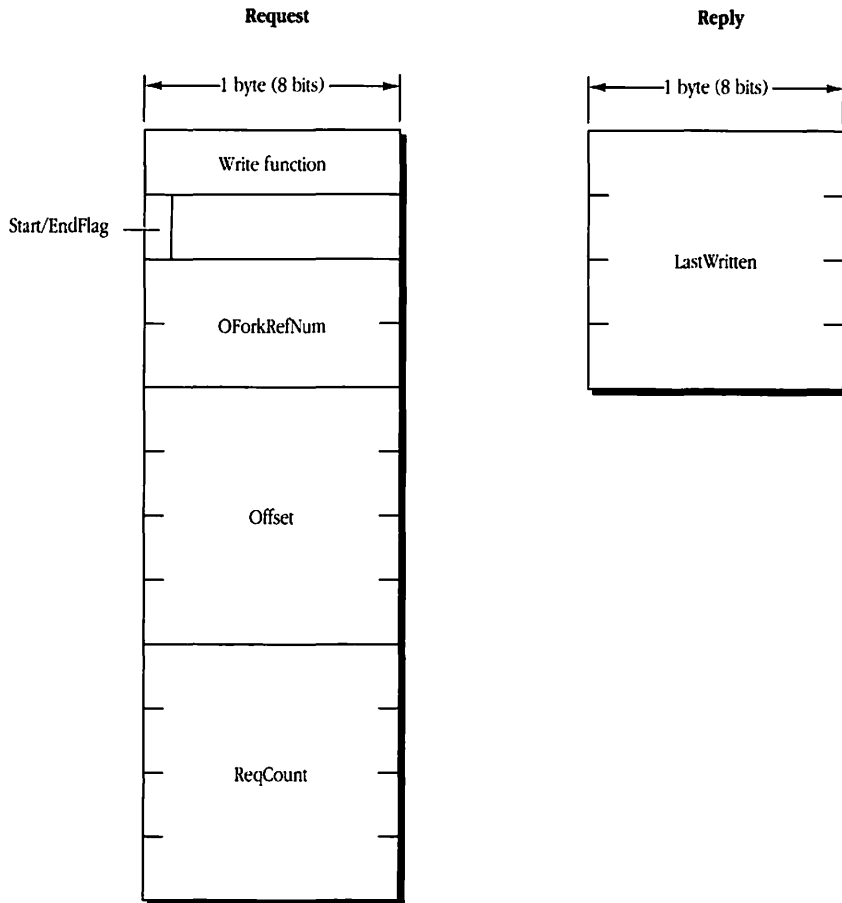 Request
1 byte (8 bits)
Write function
Start/EndFlag
OForkRefNum
Offset
ReqCount
Reply
1 byte (8 bits)
LastWritten